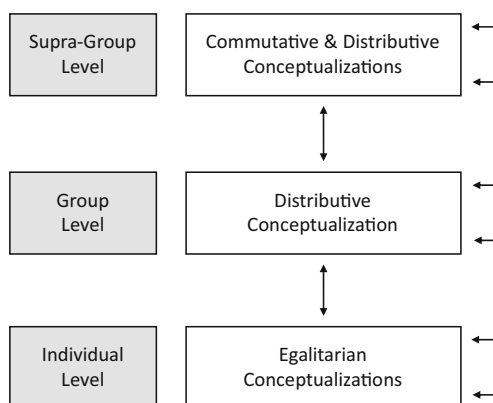 Supra-Group
Level
Commutative & Distributive
Conceptualizations
Group
Level
Distributive
Conceptualization
Individual
Level
Egalitarian
Conceptualizations